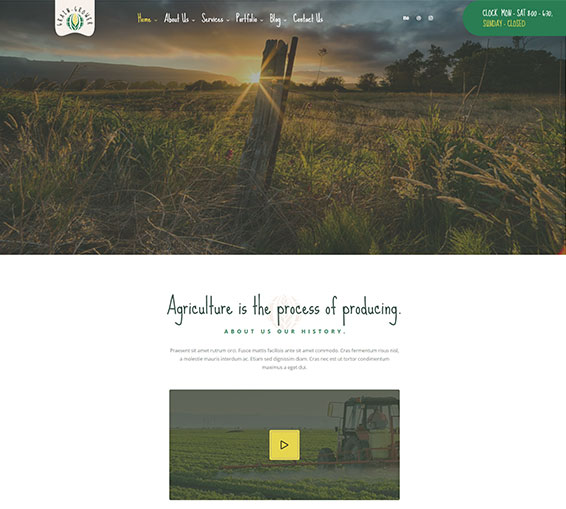 GRAIN-GROWER
Home
About Us
Services
Portfolio
Blog
Contact Us
Bē
CLOCK: MON - SAT 8:00 - 6:30,
SUNDAY - CLOSED
Agriculture is the process of producing.
ABOUT US OUR HISTORY.
Praesent sit amet rutrum orci. Fusce mattis facilisis ante sit amet commodo. Cras fermentum risus nisl,
a molestie mauris interdum ac. Etiam sed dignissim diam. Cras nec est ut tortor condimentum
maximus a eget dia.